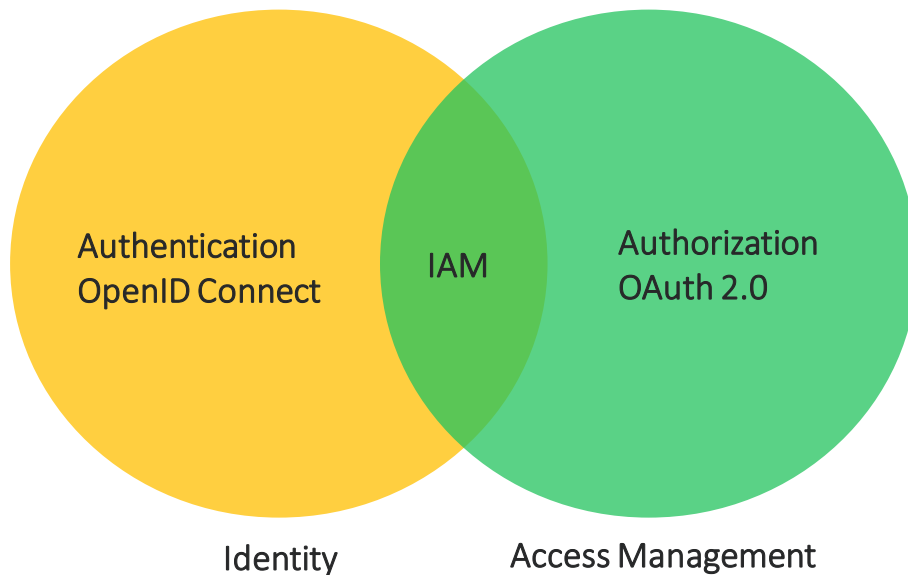 Authentication
OpenID Connect
IAM
Authorization
OAuth 2.0
Identity
Access Management